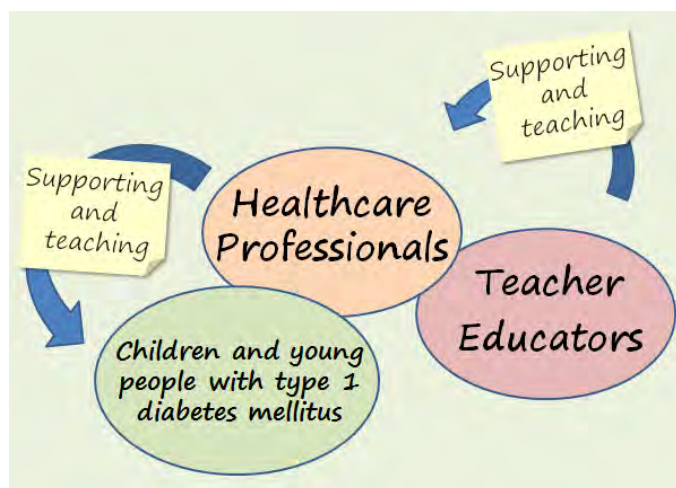 Supporting
and
teaching
Supporting
and
teaching
Healthcare
Professionals
Teacher
Educators
Children and young
people with type 1
diabetes mellitus